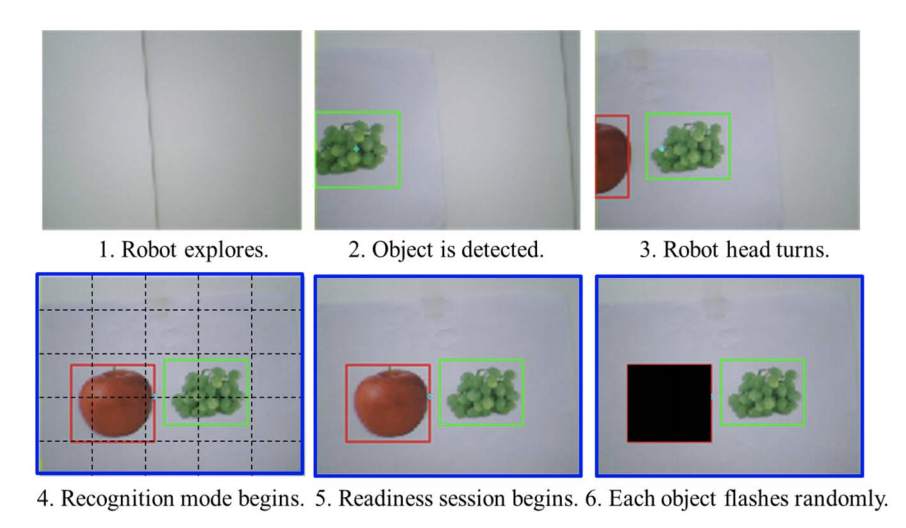 1. Robot explores.
2. Object is detected.
3. Robot head turns.
4. Recognition mode begins.
5. Readiness session begins.
6. Each object flashes randomly.